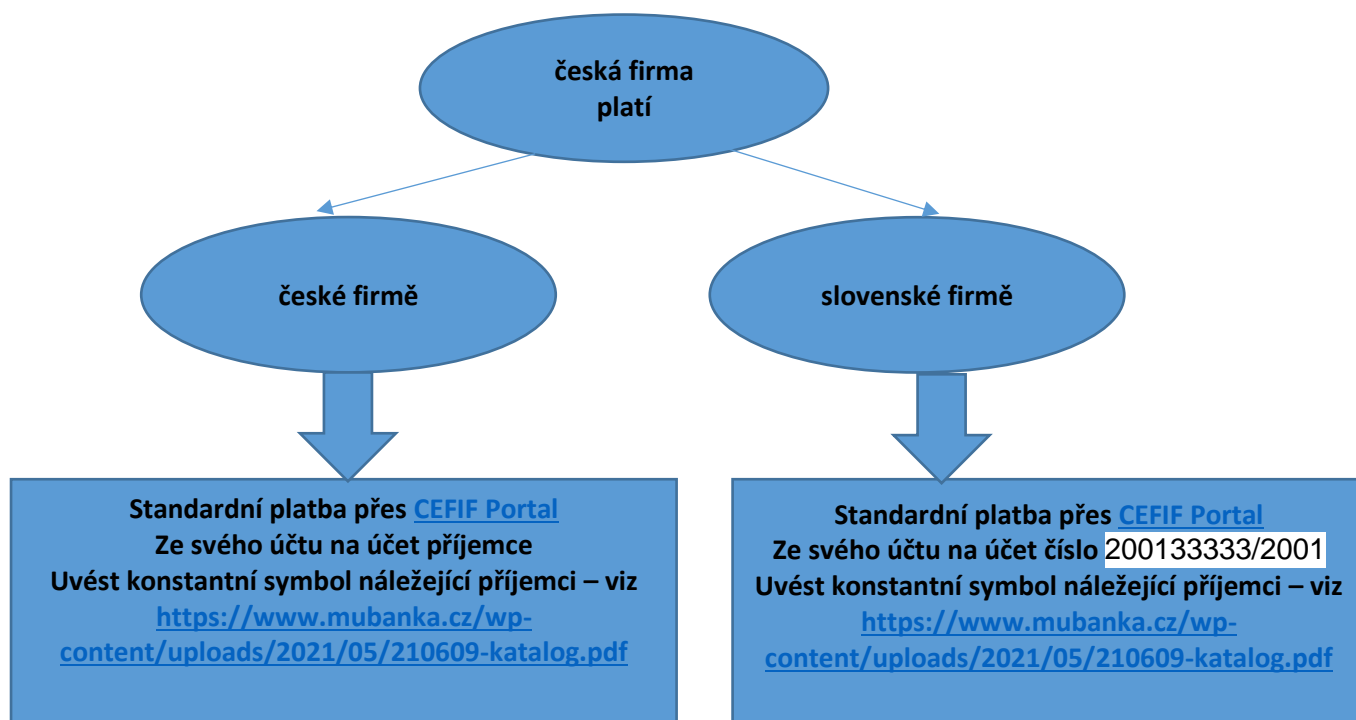 česká firma
platí
české firmě
slovenské firmě
Standardní platba přes CEFIF Portal
Ze svého účtu na účet příjemce
Uvést konstantní symbol náležející příjemci – viz
https://www.mubanka.cz/wp-
content/uploads/2021/05/210609-katalog.pdf
Standardní platba přes CEFIF Portal
Ze svého účtu na účet číslo 200133333/2001
Uvést konstantní symbol náležející příjemci – viz
https://www.mubanka.cz/wp-
content/uploads/2021/05/210609-katalog.pdf